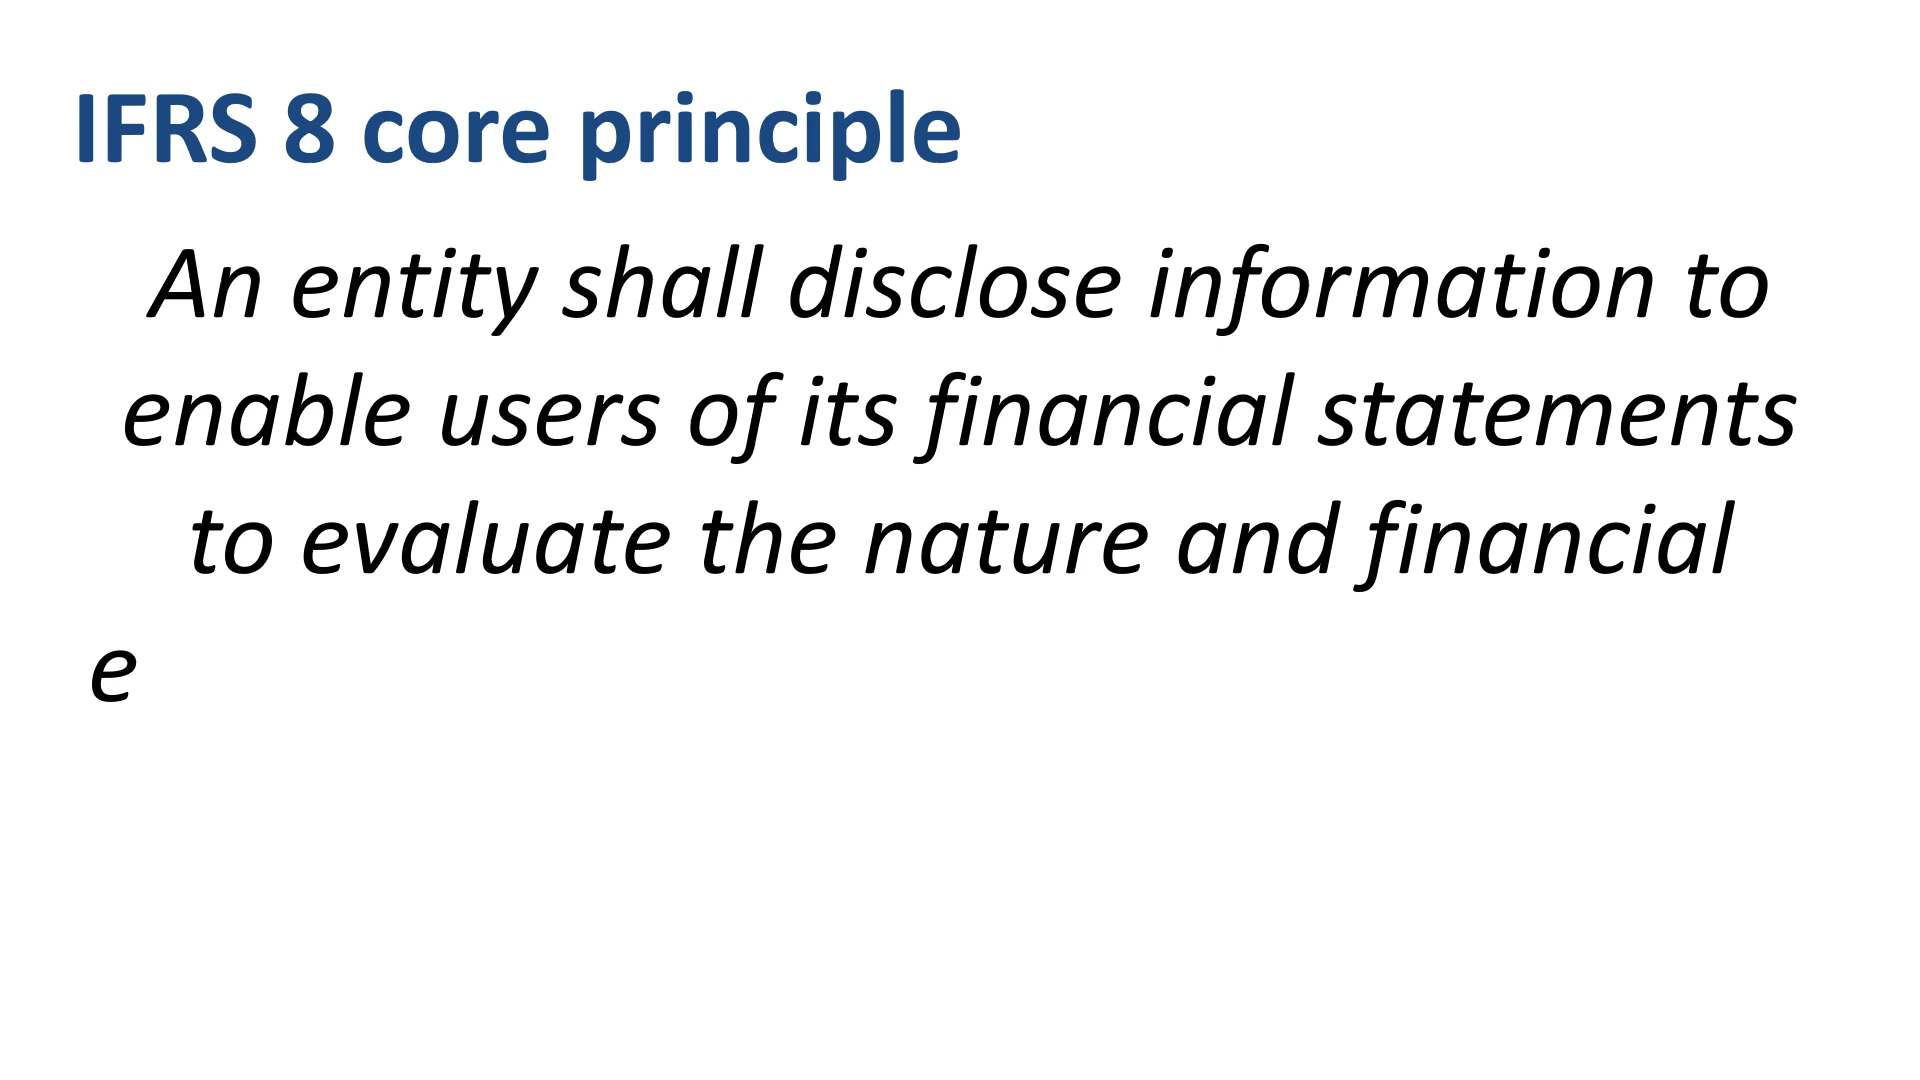 IFRS 8 core principle
An entity shall disclose information to
enable users of its financial statements
to evaluate the nature and financial
e